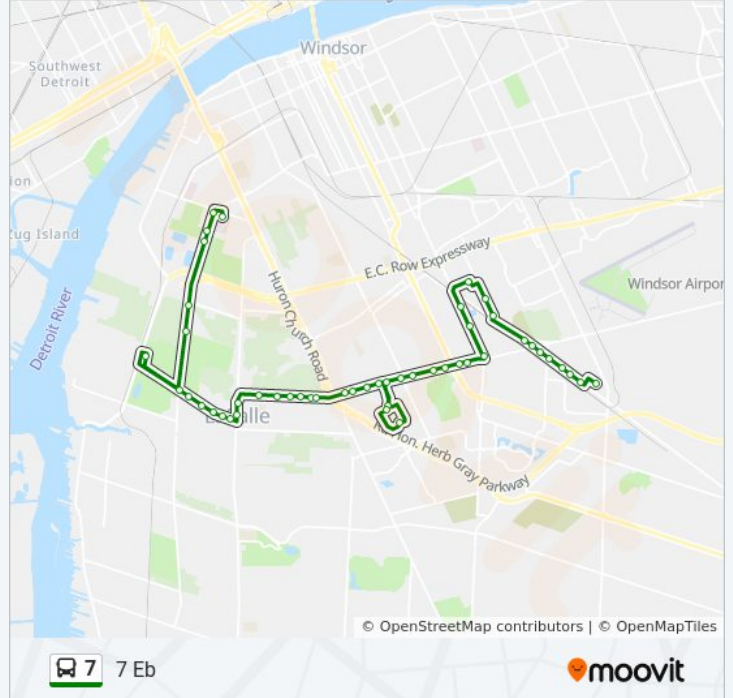 Windsor
Southwest
Detroit
ion
Zug Island
E.C. Row Expressway
Windsor Airpor
Huron Church Road
Detroit River
LaSalle
Rt. Hon. Herb Gray Parkway
© OpenStreetMap contributors | © OpenMapTiles
7
7 Eb
moovit